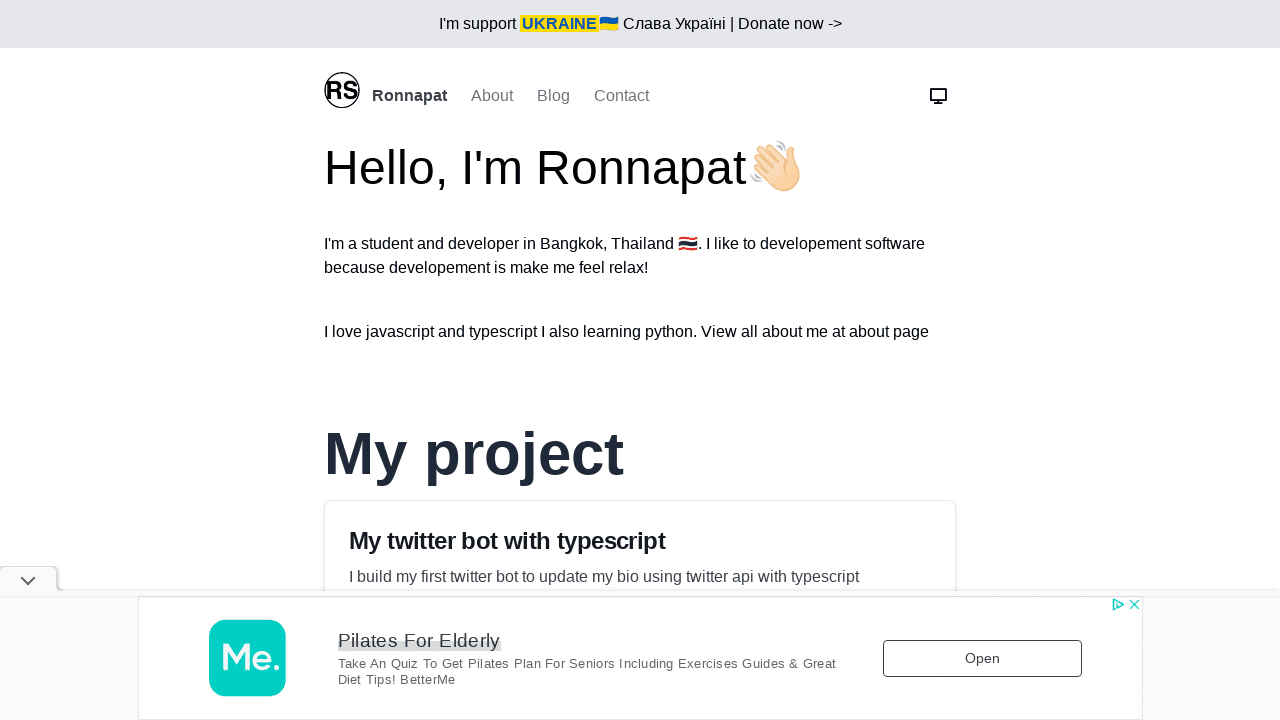 I'm support UKRAINE🇺🇦 Слава Україні | Donate now ->
RS Ronnapat About Blog Contact
Hello, I'm Ronnapat👋🏻
I'm a student and developer in Bangkok, Thailand 🇹🇭. I like to developement software
because developement is make me feel relax!
I love javascript and typescript I also learning python. View all about me at about page
My project
My twitter bot with typescript
I build my first twitter bot to update my bio using twitter api with typescript
Me.
Pilates For Elderly
Take An Quiz To Get Pilates Plan For Seniors Including Exercises Guides & Great
Diet Tips! BetterMe
Open